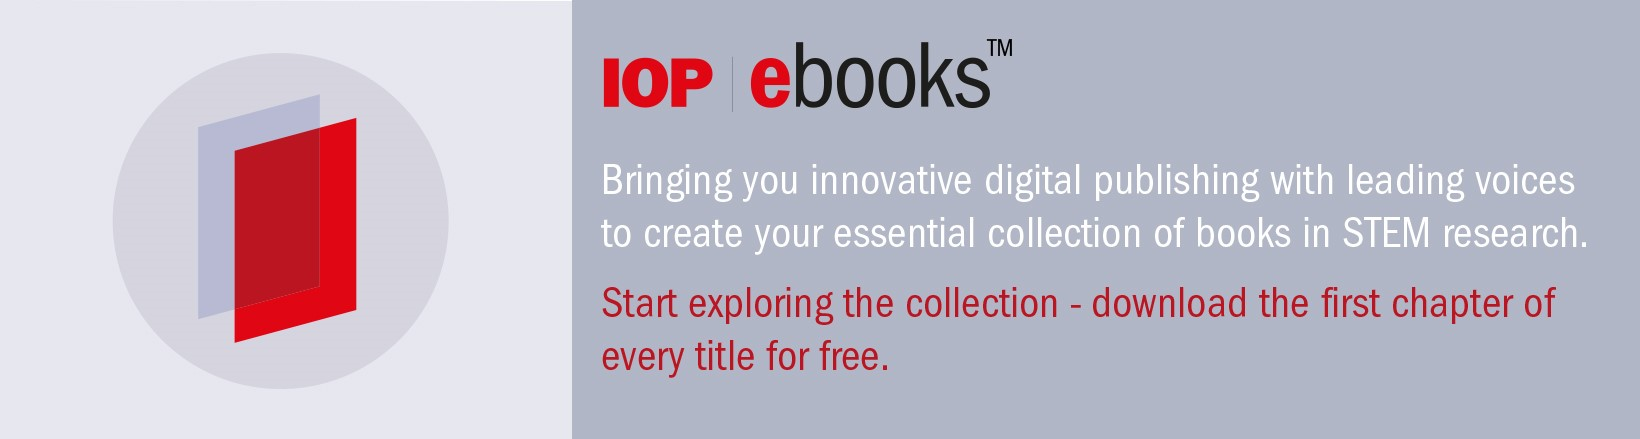 IOP ebooks™
Bringing you innovative digital publishing with leading voices
to create your essential collection of books in STEM research.
Start exploring the collection - download the first chapter of
every title for free.